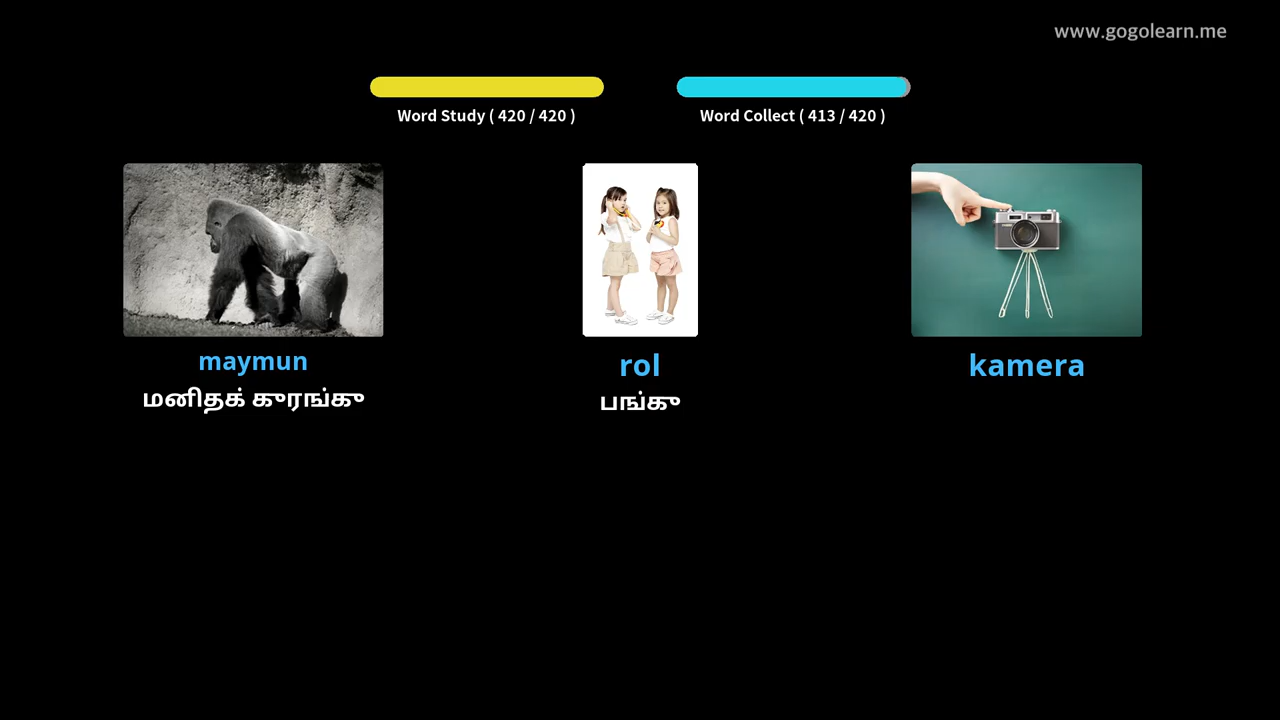 www.gogolearn.me
Word Study ( 420 / 420 )
Word Collect ( 413 / 420 )
maymun
மனிதக் குரங்கு
rol
பங்கு
kamera